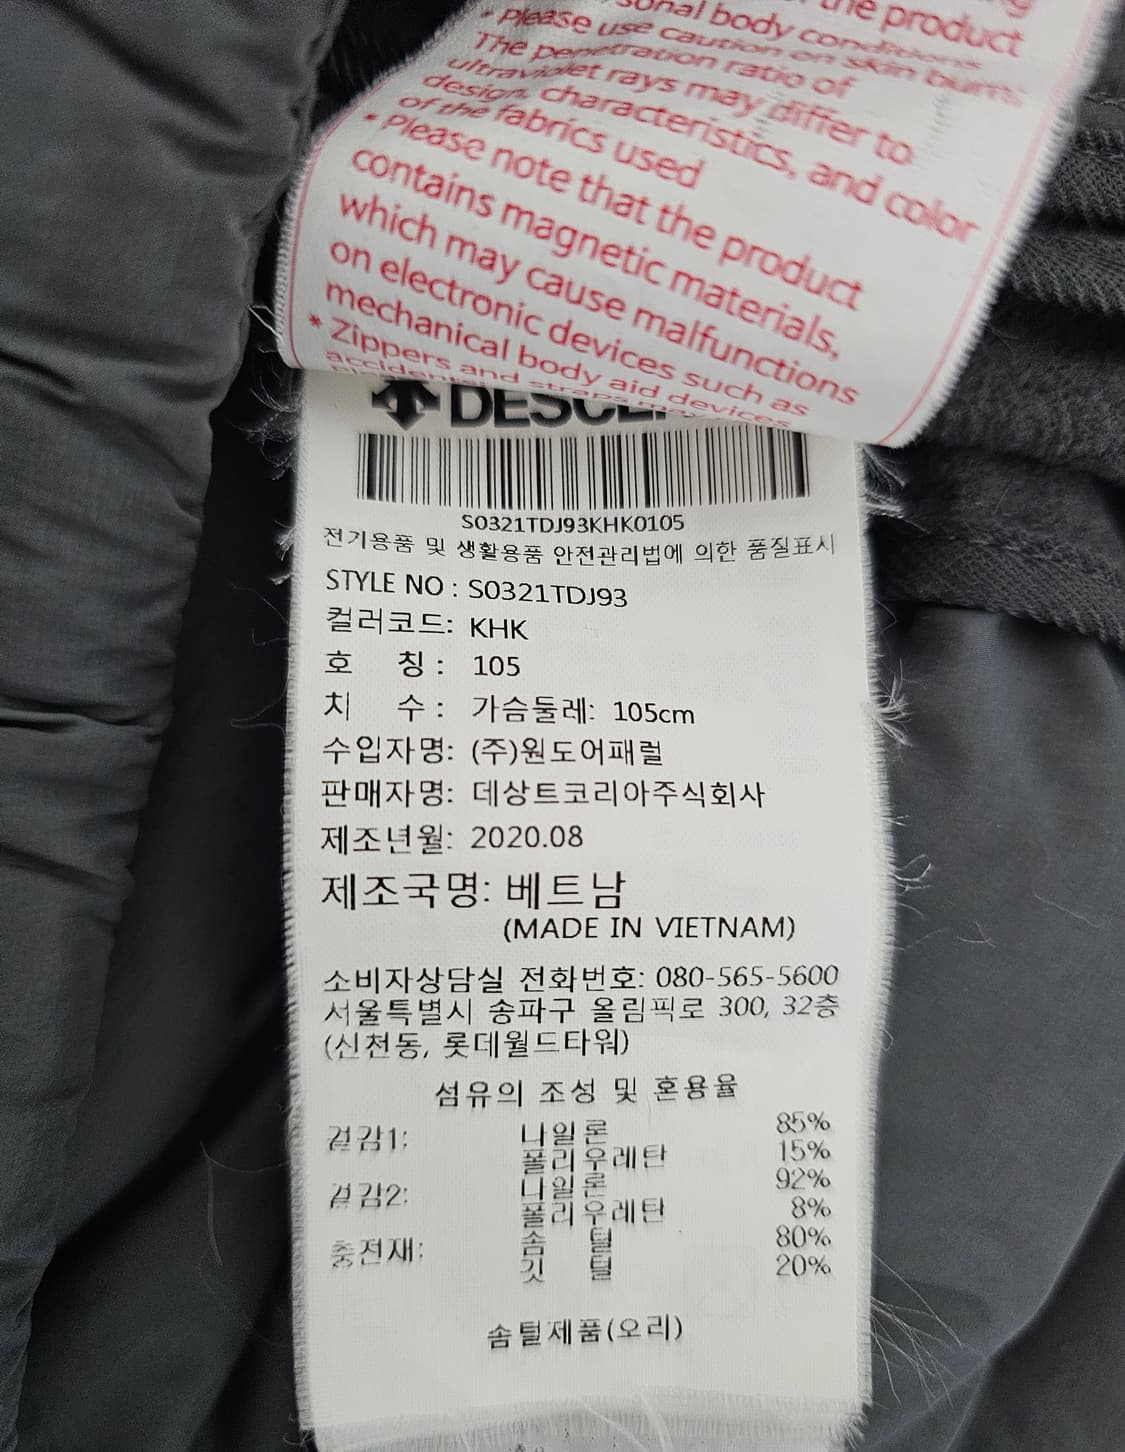 the product
sonal body conditions
* Please use caution on skin burn,
The penetration ratio of
ultraviolet rays may differ to
design, characteristics, and color
of the fabrics used
* Please note that the product
contains magnetic materials,
which may cause malfunctions
on electronic devices such as
mechanical body aid devices
* Zippers and straps may
S0321TDJ93KHK0105
전기용품 및 생활용품 안전관리법에 의한 품질표시
STYLE NO : S0321TDJ93
컬러코드: KHK
호 칭 : 105
치 수 : 가슴둘레: 105cm
수입자명: (주)원도어패럴
판매자명: 데상트코리아주식회사
제조년월: 2020.08
제조국명: 베트남
(MADE IN VIETNAM)
소비자상담실 전화번호: 080-565-5600
서울특별시 송파구 올림픽로 300, 32층
(신천동, 롯데월드타워)
섬유의 조성 및 혼용율
겉감1: 나일론 85%
폴리우레탄 15%
겉감2: 나일론 92%
폴리우레탄 8%
충전재: 솜 털 80%
깃 털 20%
솜털제품(오리)